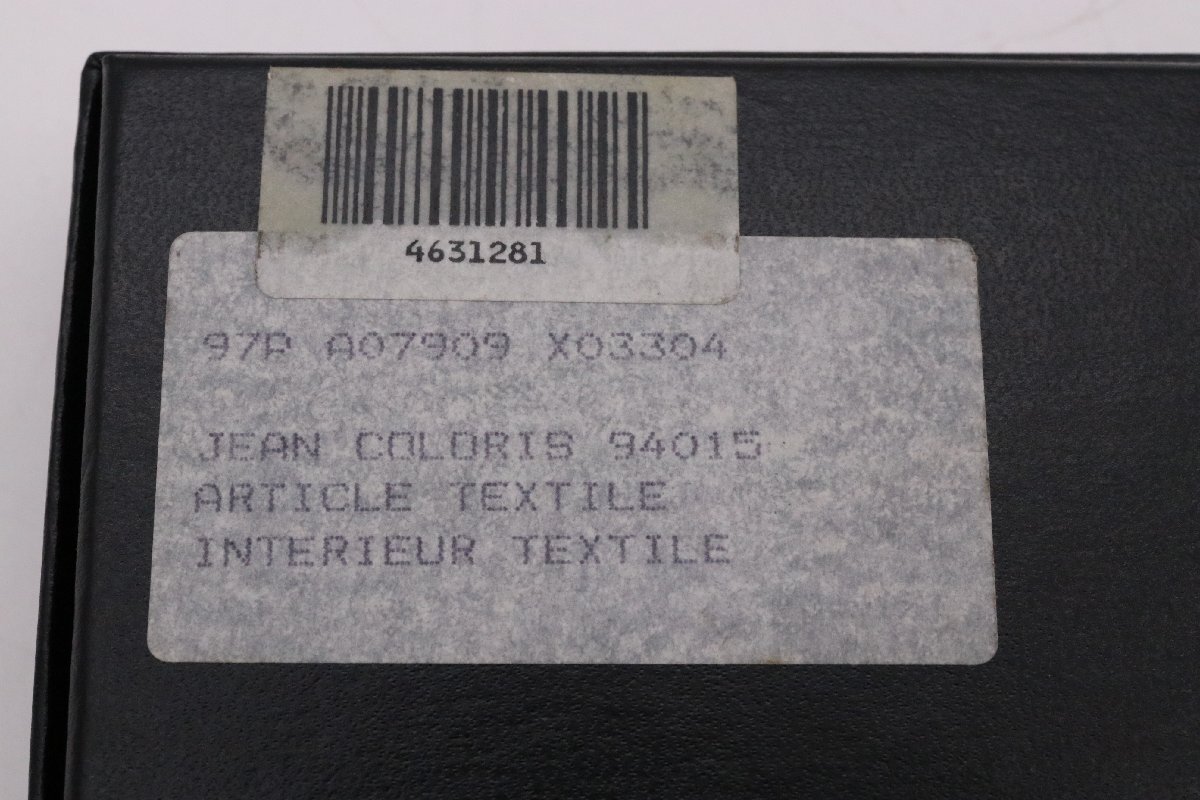 4631281
97P A07909 X03304
JEAN COLORIS 94015
ARTICLE TEXTILE
INTERIEUR TEXTILE